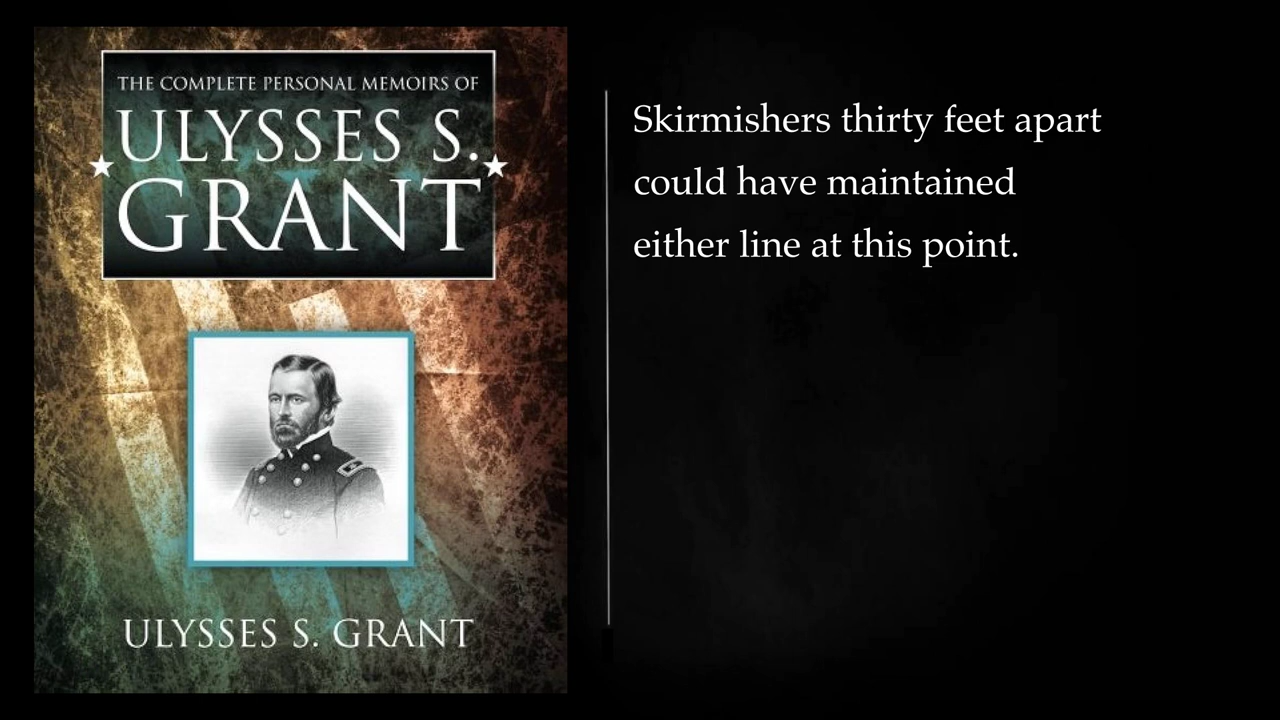 THE COMPLETE PERSONAL MEMOIRS OF
ULYSSES S.
GRANT
ULYSSES S. GRANT
Skirmishers thirty feet apart
could have maintained
either line at this point.